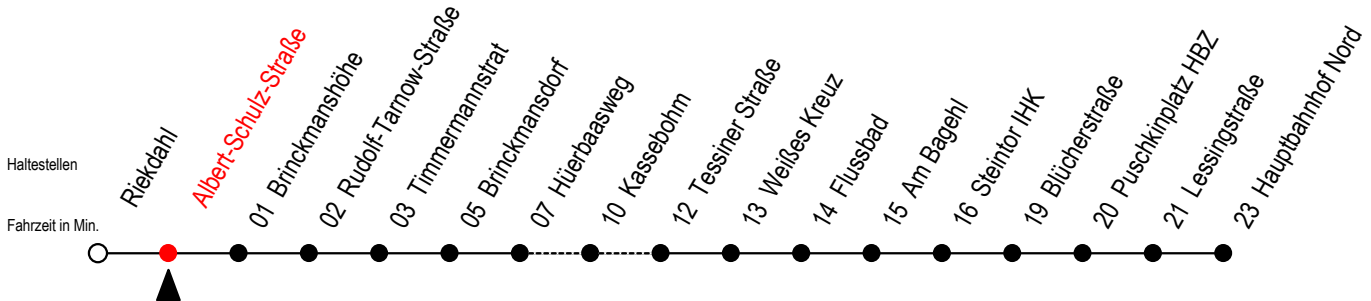 Haltestellen
Fahrzeit in Min.
Riekdahl
Albert-Schulz-Straße
01 Brinckmanshöhe
02 Rudolf-Tarnow-Straße
03 Timmermannstrat
05 Brinckmansdorf
07 Hüerbaasweg
10 Kassebohm
12 Tessiner Straße
13 Weißes Kreuz
14 Flussbad
15 Am Bagehl
16 Steintor IHK
19 Blücherstraße
20 Puschkinplatz HBZ
21 Lessingstraße
23 Hauptbahnhof Nord